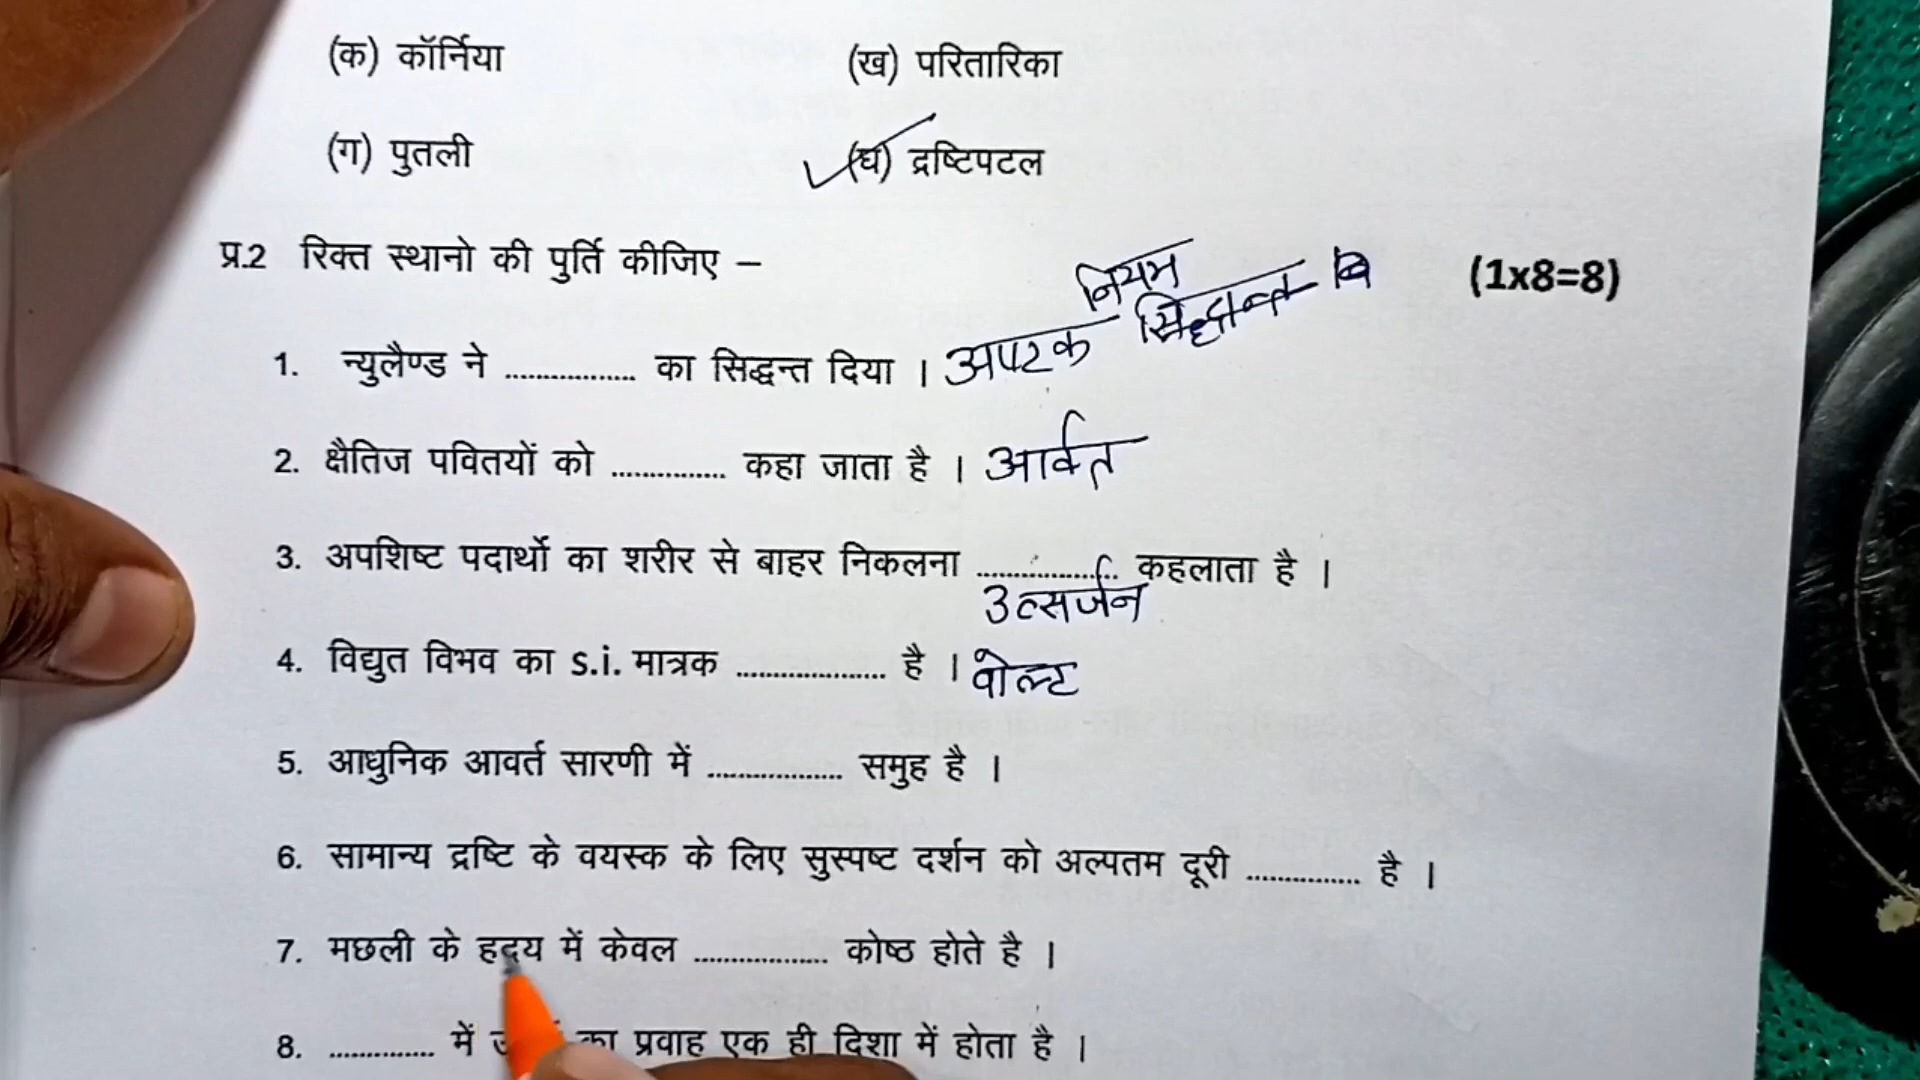 (क) कॉर्निया (ख) परितारिका
(ग) पुतली (घ) द्रष्टिपटल
प्र.2 रिक्त स्थानो की पुर्ति कीजिए –
नियम
(1x8=8)
1. न्युलैण्ड ने ................. का सिद्धन्त दिया । अष्टक सिद्धान्त
2. क्षैतिज पवितयों को ............... कहा जाता है । आर्वत
3. अपशिष्ट पदार्थो का शरीर से बाहर निकलना ................... कहलाता है ।
उत्सर्जन
4. विद्युत विभव का s.i. मात्रक .................... है । वोल्ट
5. आधुनिक आवर्त सारणी में .................. समुह है ।
6. सामान्य द्रष्टि के वयस्क के लिए सुस्पष्ट दर्शन को अल्पतम दूरी ............... है ।
7. मछली के हृदय में केवल .................. कोष्ठ होते है ।
8. .............. में का प्रवाह एक ही दिशा में होता है ।